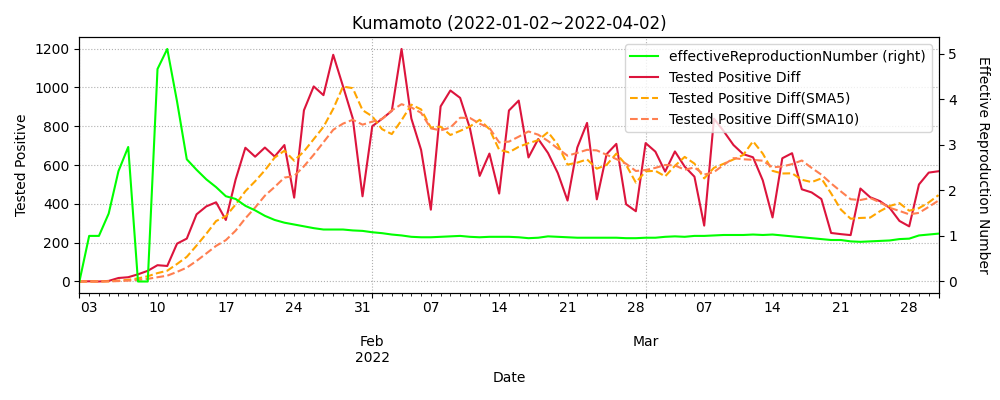 Kumamoto (2022-01-02~2022-04-02)
effectiveReproductionNumber (right)
Tested Positive Diff
Tested Positive Diff(SMA5)
Tested Positive Diff(SMA10)
Tested Positive
1200
1000
800
600
400
200
0
Effective Reproduction Number
5
4
3
2
1
0
03 10 17 24 31 07 14 21 28 07 14 21 28
Feb Mar
2022
Date